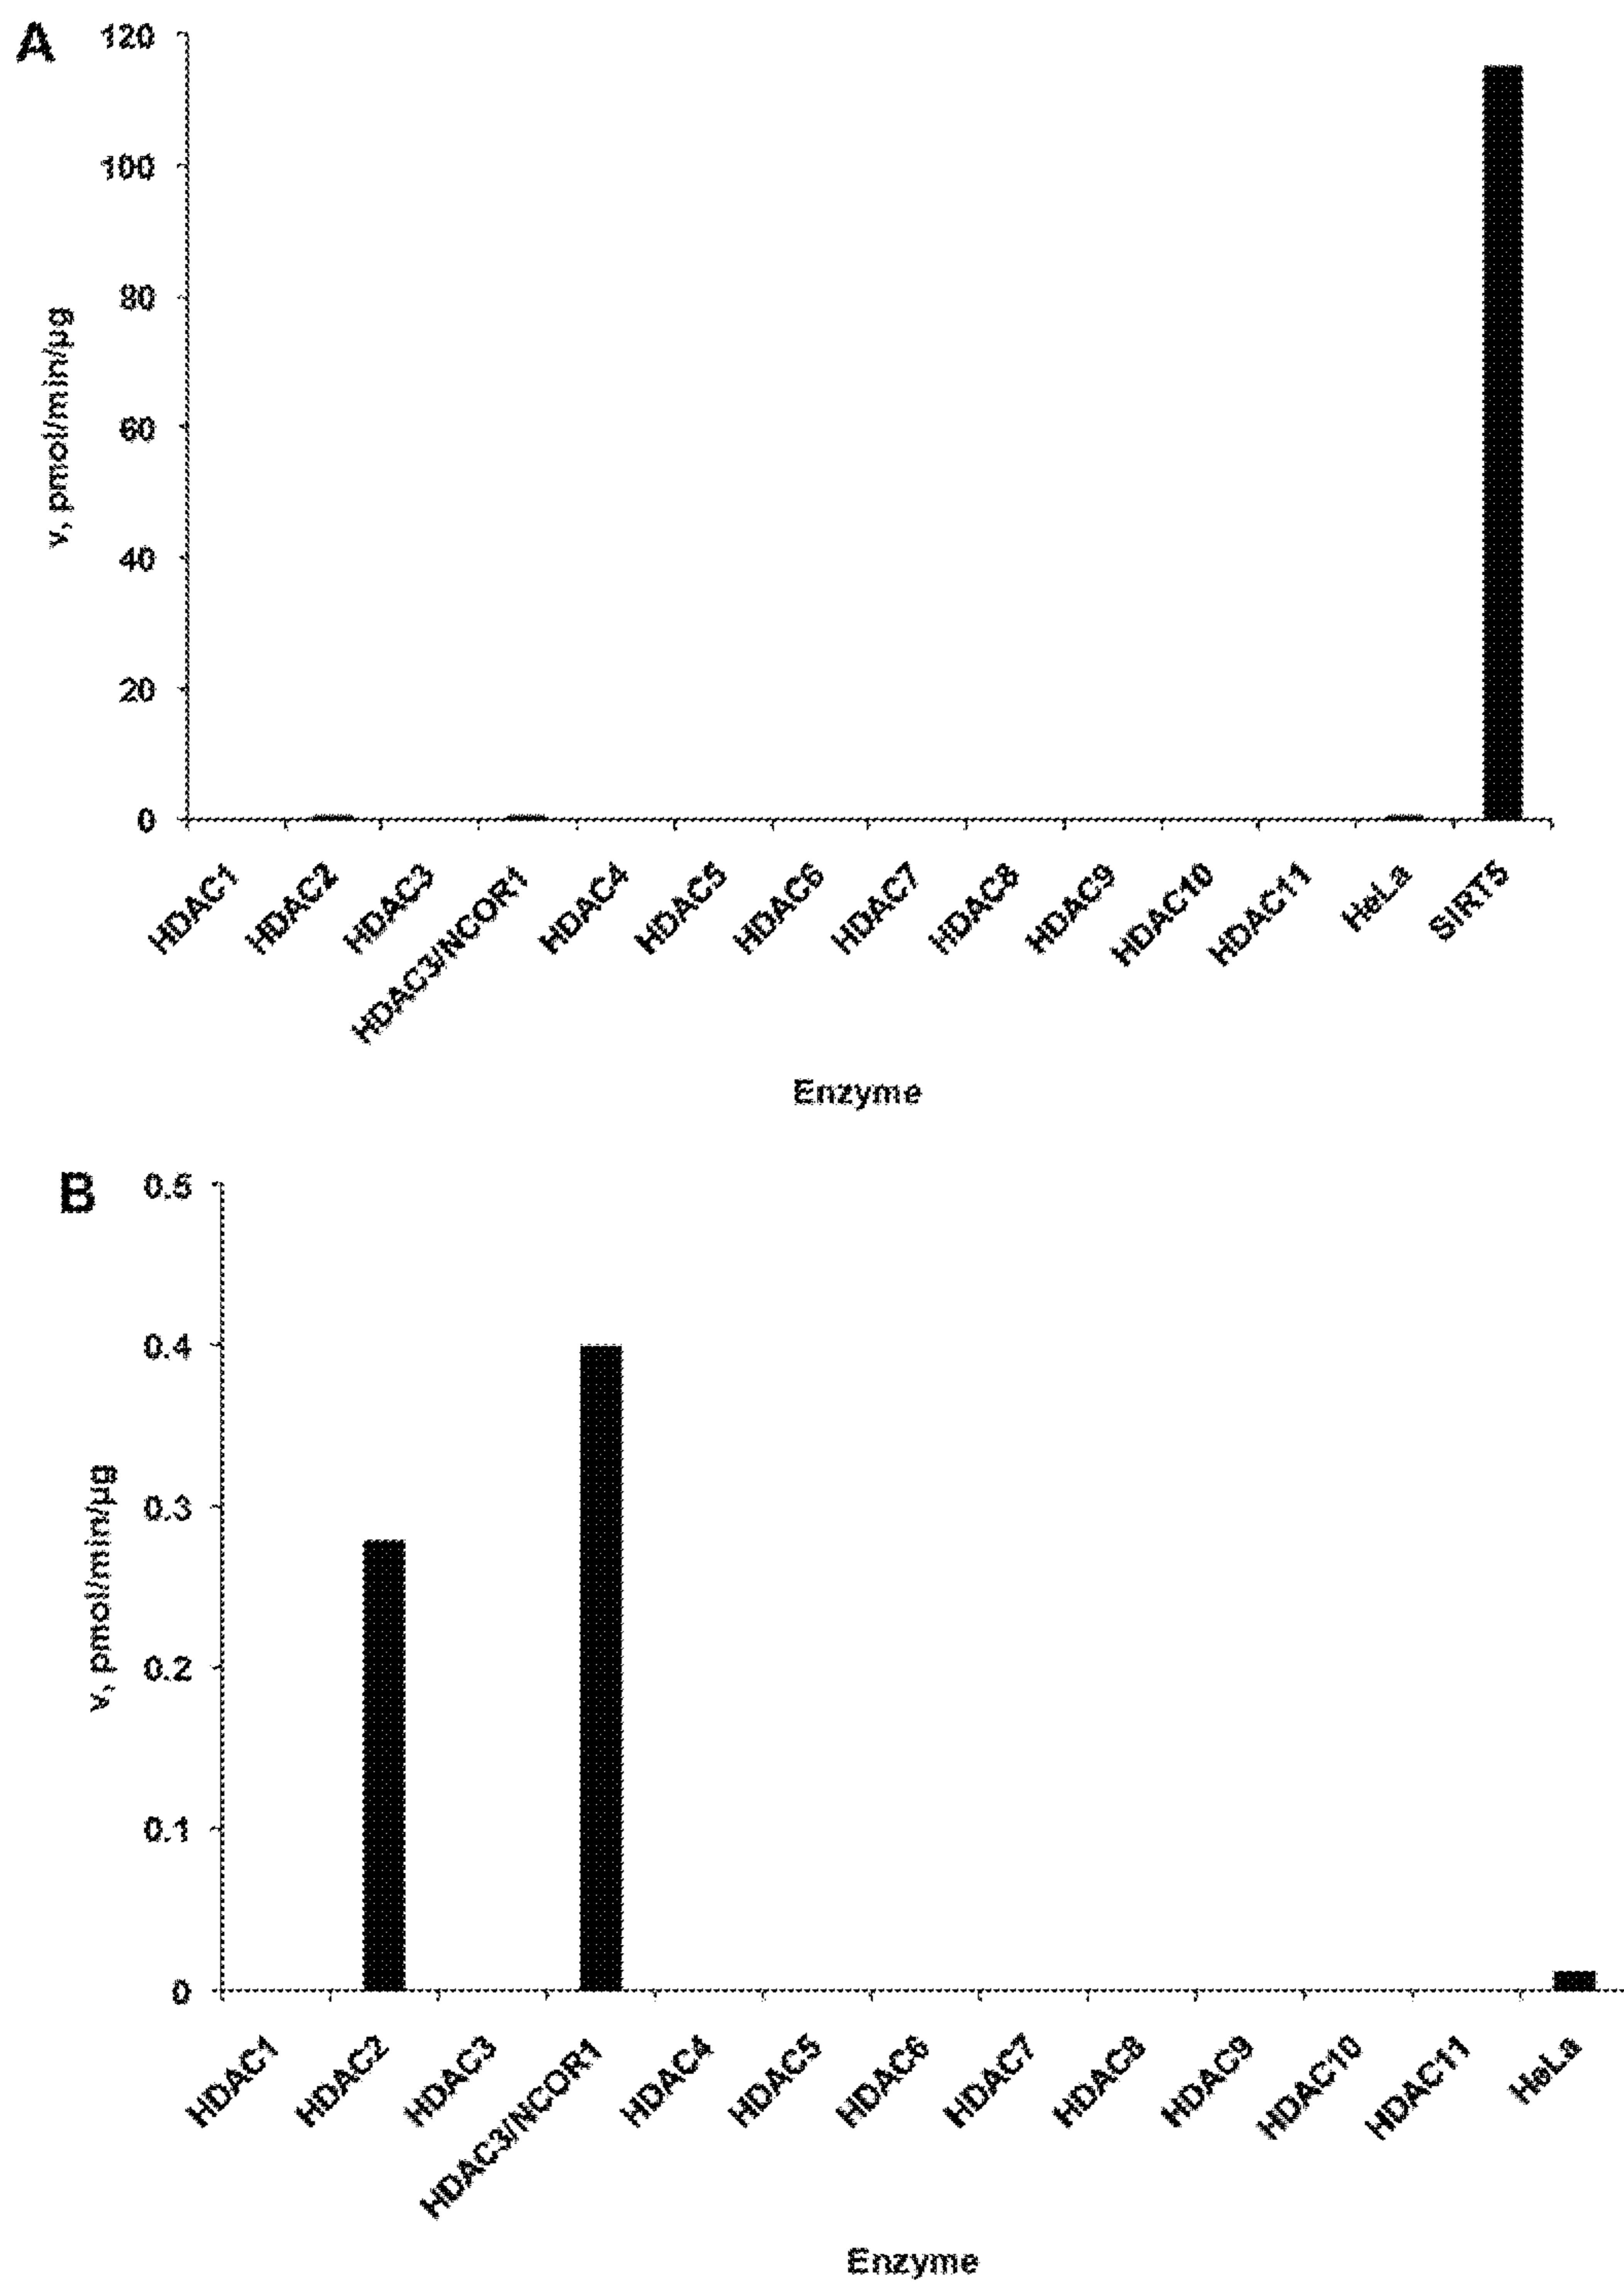 A
120
100
80
60
40
20
0
v, pmol/min/µg
HDAC1
HDAC2
HDAC3
HDAC3/NCOR1
HDAC4
HDAC5
HDAC6
HDAC7
HDAC8
HDAC9
HDAC10
HDAC11
HeLa
SIRT5
Enzyme
B
0.5
0.4
0.3
0.2
0.1
0
v, pmol/min/µg
HDAC1
HDAC2
HDAC3
HDAC3/NCOR1
HDAC4
HDAC5
HDAC6
HDAC7
HDAC8
HDAC9
HDAC10
HDAC11
HeLa
Enzyme